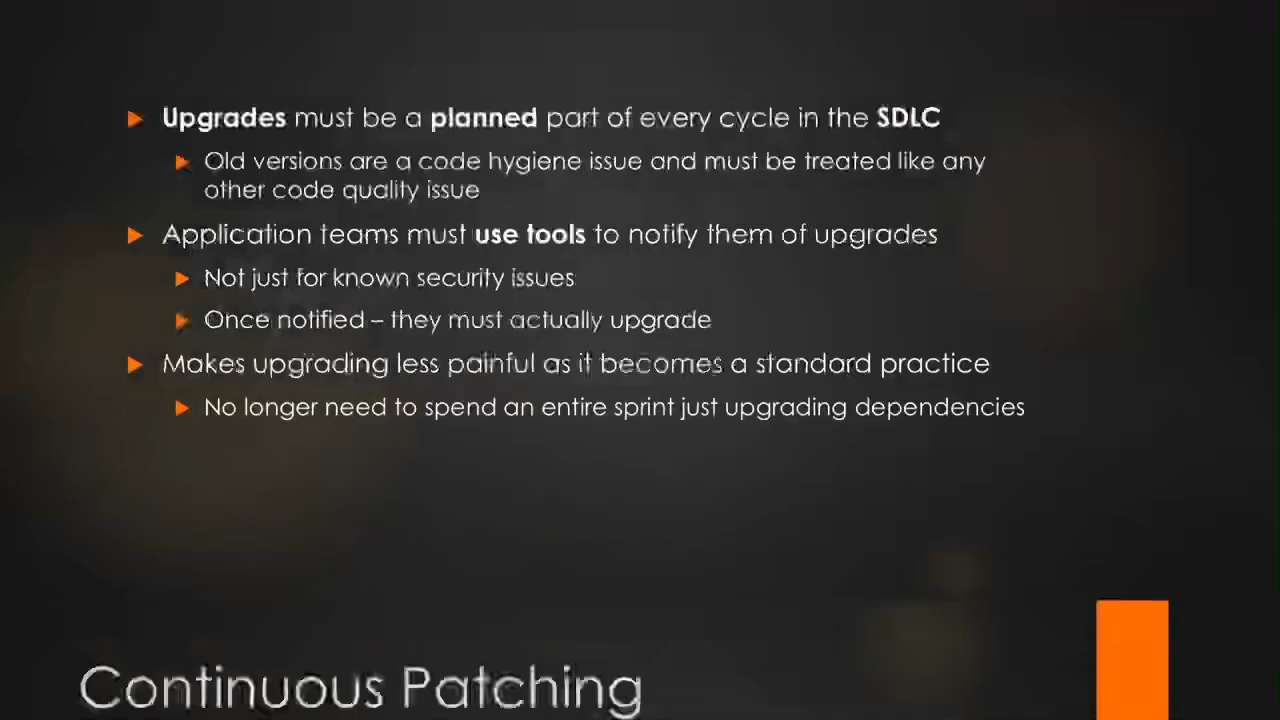 Upgrades must be a planned part of every cycle in the SDLC
Old versions are a code hygiene issue and must be treated like any
other code quality issue
Application teams must use tools to notify them of upgrades
Not just for known security issues
Once notified – they must actually upgrade
Makes upgrading less painful as it becomes a standard practice
No longer need to spend an entire sprint just upgrading dependencies
Continuous Patching